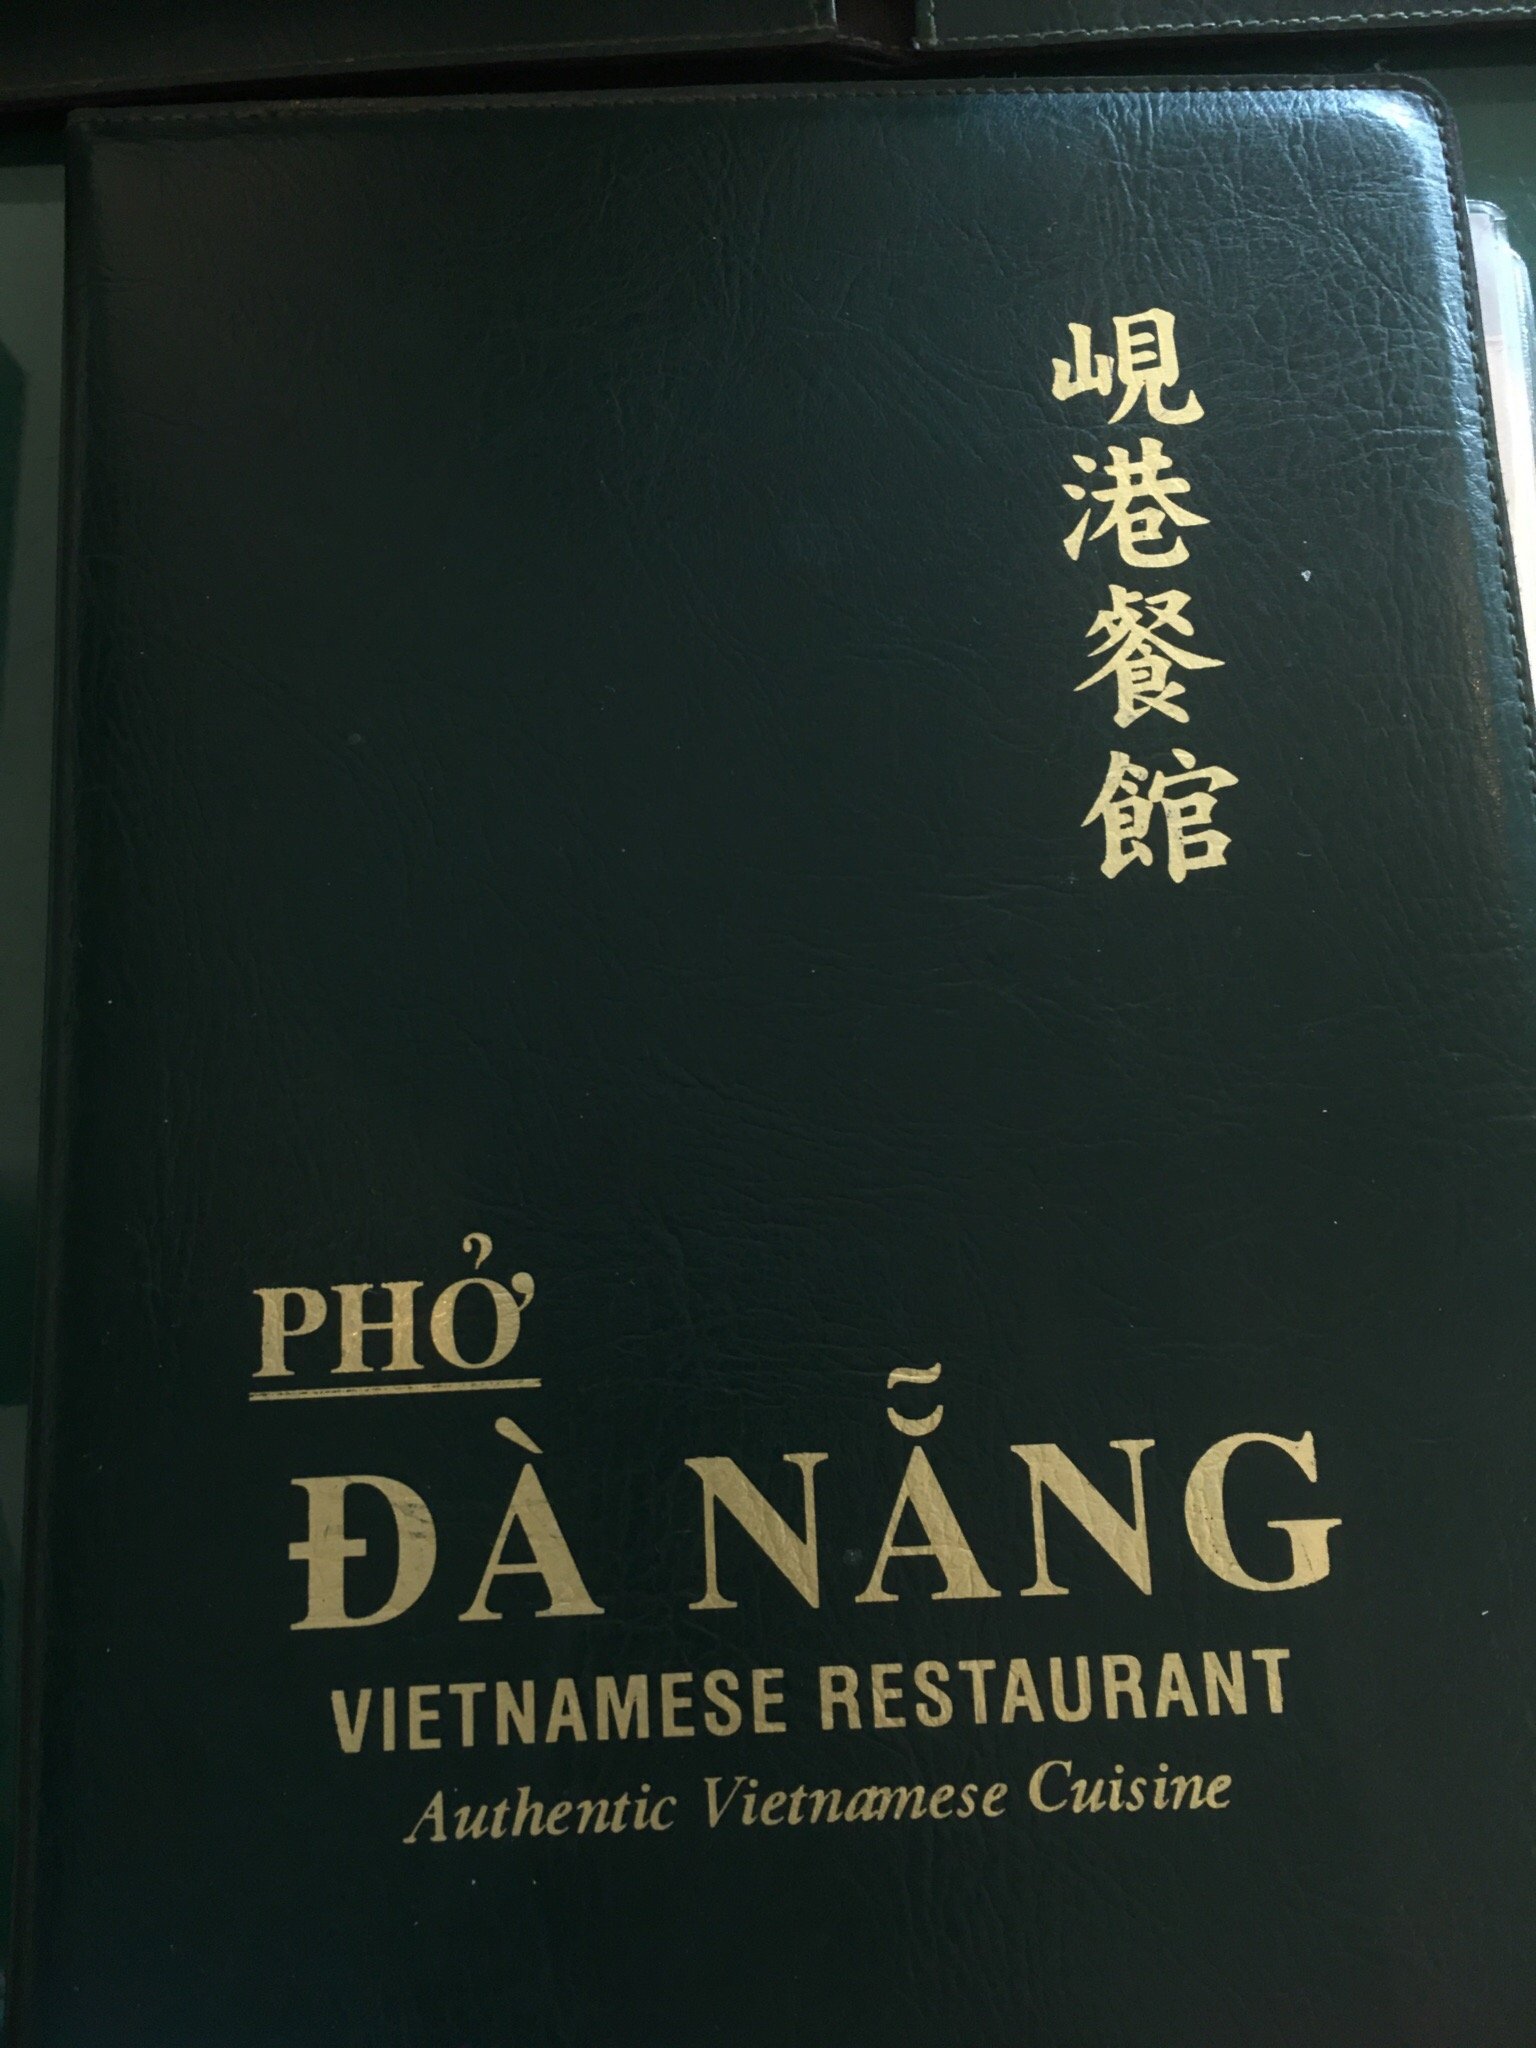 峴港餐館
PHỞ
ĐÀ NẴNG
VIETNAMESE RESTAURANT
Authentic Vietnamese Cuisine